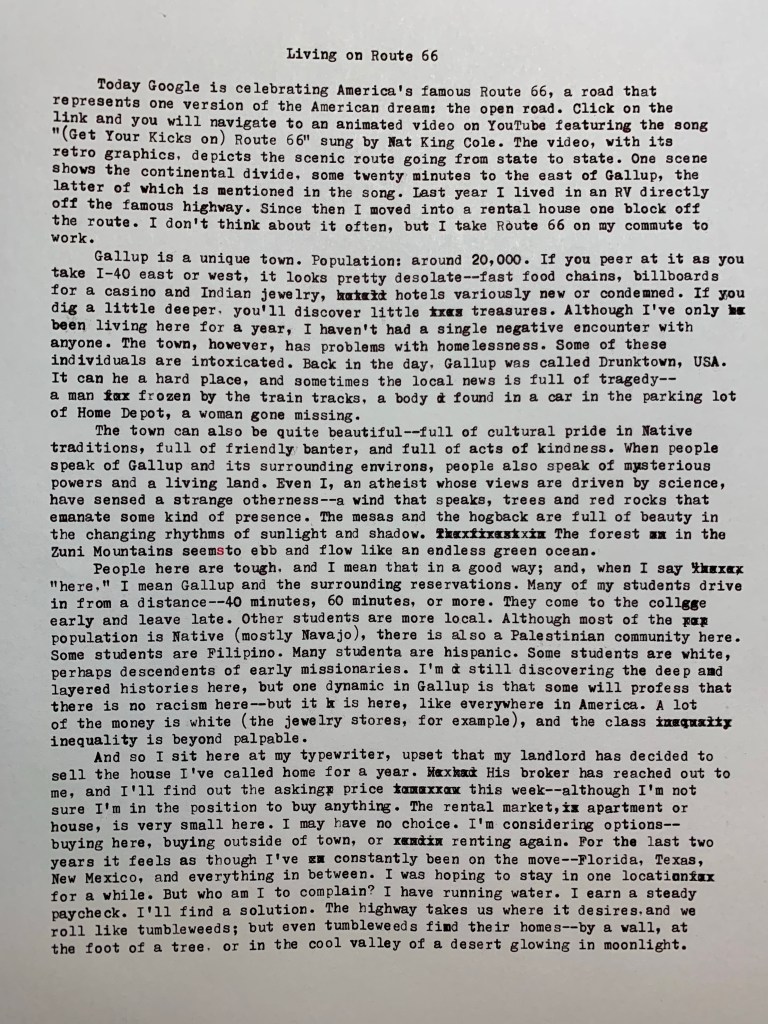 Living on Route 66
Today Google is celebrating America's famous Route 66, a road that
represents one version of the American dream: the open road. Click on the
link and you will navigate to an animated video on YouTube featuring the song
"(Get Your Kicks on) Route 66" sung by Nat King Cole. The video, with its
retro graphics, depicts the scenic route going from state to state. One scene
shows the continental divide, some twenty minutes to the east of Gallup, the
latter of which is mentioned in the song. Last year I lived in an RV directly
off the famous highway. Since then I moved into a rental house one block off
the route. I don't think about it often, but I take Route 66 on my commute to
work.
Gallup is a unique town. Population: around 20,000. If you peer at it as you
take I-40 east or west, it looks pretty desolate--fast food chains, billboards
for a casino and Indian jewelry, hotels variously new or condemned. If you
dig a little deeper, you'll discover little treasures. Although I've only
been living here for a year, I haven't had a single negative encounter with
anyone. The town, however, has problems with homelessness. Some of these
individuals are intoxicated. Back in the day, Gallup was called Drunktown, USA.
It can he a hard place, and sometimes the local news is full of tragedy--
a man frozen by the train tracks, a body found in a car in the parking lot
of Home Depot, a woman gone missing.
The town can also be quite beautiful--full of cultural pride in Native
traditions, full of friendly banter, and full of acts of kindness. When people
speak of Gallup and its surrounding environs, people also speak of mysterious
powers and a living land. Even I, an atheist whose views are driven by science,
have sensed a strange otherness--a wind that speaks, trees and red rocks that
emanate some kind of presence. The mesas and the hogback are full of beauty in
the changing rhythms of sunlight and shadow. The forest in the
Zuni Mountains seemsto ebb and flow like an endless green ocean.
People here are tough, and I mean that in a good way; and, when I say
"here," I mean Gallup and the surrounding reservations. Many of my students drive
in from a distance--40 minutes, 60 minutes, or more. They come to the collgge
early and leave late. Other students are more local. Although most of the
population is Native (mostly Navajo), there is also a Palestinian community here.
Some students are Filipino. Many studenta are hispanic. Some students are white,
perhaps descendents of early missionaries. I'm still discovering the deep and
layered histories here, but one dynamic in Gallup is that some will profess that
there is no racism here--but it is here, like everywhere in America. A lot
of the money is white (the jewelry stores, for example), and the class
inequality is beyond palpable.
And so I sit here at my typewriter, upset that my landlord has decided to
sell the house I've called home for a year. His broker has reached out to
me, and I'll find out the asking price this week--although I'm not
sure I'm in the position to buy anything. The rental market, apartment or
house, is very small here. I may have no choice. I'm considering options--
buying here, buying outside of town, or renting again. For the last two
years it feels as though I've constantly been on the move--Florida, Texas,
New Mexico, and everything in between. I was hoping to stay in one location
for a while. But who am I to complain? I have running water. I earn a steady
paycheck. I'll find a solution. The highway takes us where it desires,and we
roll like tumbleweeds; but even tumbleweeds find their homes--by a wall, at
the foot of a tree, or in the cool valley of a desert glowing in moonlight.